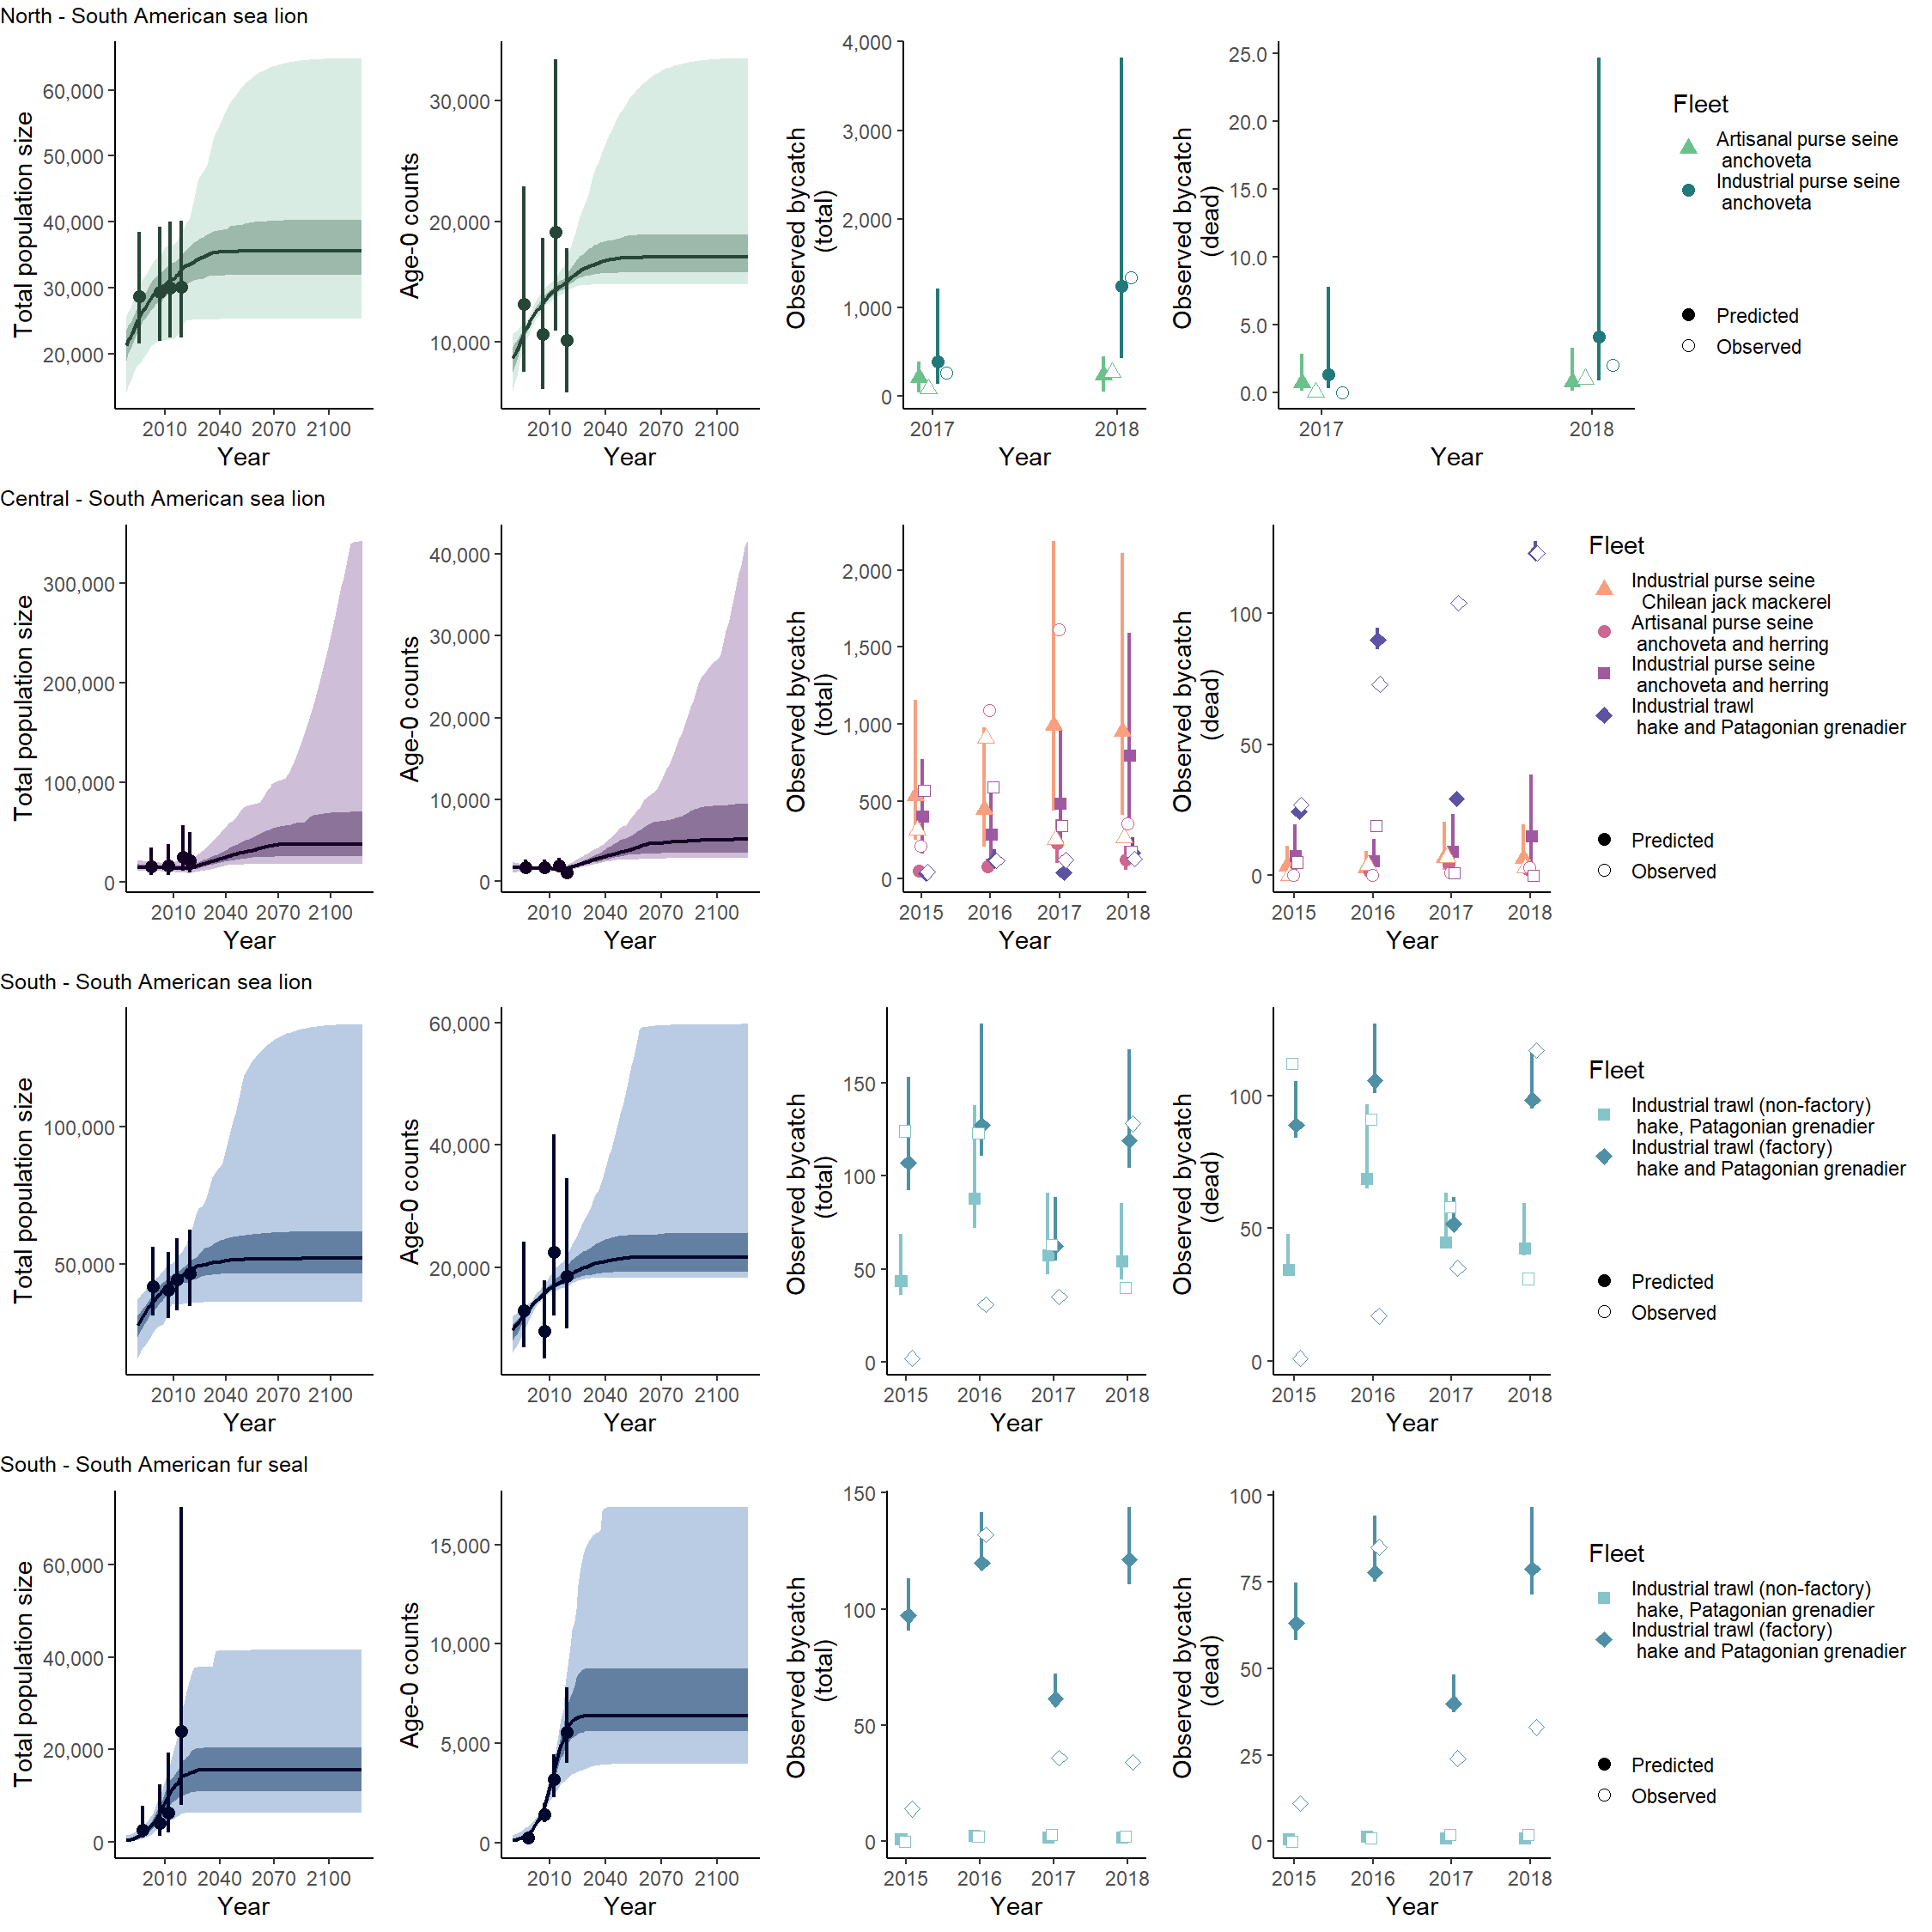 North - South American sea lion
Total population size
60,000
50,000
40,000
30,000
20,000
2010 2040 2070 2100
Year
Age-0 counts
30,000
20,000
10,000
2010 2040 2070 2100
Year
Observed bycatch
(total)
4,000
3,000
2,000
1,000
0
2017 2018
Year
Observed bycatch
(dead)
25.0
20.0
15.0
10.0
5.0
0.0
2017 2018
Year
Fleet
Artisanal purse seine
anchoveta
Industrial purse seine
anchoveta
Predicted
Observed
Central - South American sea lion
Total population size
300,000
200,000
100,000
0
2010 2040 2070 2100
Year
Age-0 counts
40,000
30,000
20,000
10,000
0
2010 2040 2070 2100
Year
Observed bycatch
(total)
2,000
1,500
1,000
500
0
2015 2016 2017 2018
Year
Observed bycatch
(dead)
100
50
0
2015 2016 2017 2018
Year
Fleet
Industrial purse seine
Chilean jack mackerel
Artisanal purse seine
anchoveta and herring
Industrial purse seine
anchoveta and herring
Industrial trawl
hake and Patagonian grenadier
Predicted
Observed
South - South American sea lion
Total population size
100,000
50,000
2010 2040 2070 2100
Year
Age-0 counts
60,000
40,000
20,000
2010 2040 2070 2100
Year
Observed bycatch
(total)
150
100
50
0
2015 2016 2017 2018
Year
Observed bycatch
(dead)
100
50
0
2015 2016 2017 2018
Year
Fleet
Industrial trawl (non-factory)
hake, Patagonian grenadier
Industrial trawl (factory)
hake and Patagonian grenadier
Predicted
Observed
South - South American fur seal
Total population size
60,000
40,000
20,000
0
2010 2040 2070 2100
Year
Age-0 counts
15,000
10,000
5,000
0
2010 2040 2070 2100
Year
Observed bycatch
(total)
150
100
50
0
2015 2016 2017 2018
Year
Observed bycatch
(dead)
100
75
50
25
0
2015 2016 2017 2018
Year
Fleet
Industrial trawl (non-factory)
hake, Patagonian grenadier
Industrial trawl (factory)
hake and Patagonian grenadier
Predicted
Observed